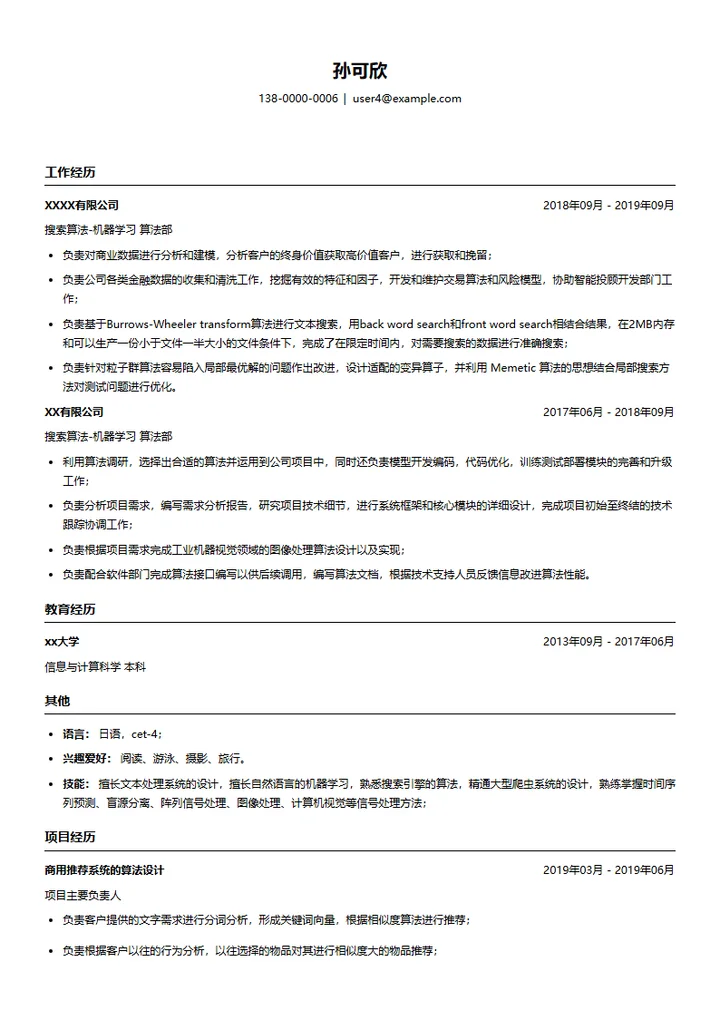 孙可欣
138-0000-0006 | user4@example.com
工作经历
XXXX有限公司 2018年09月 - 2019年09月
搜索算法-机器学习 算法部
• 负责对商业数据进行分析和建模，分析客户的终身价值获取高价值客户，进行获取和挽留；
• 负责公司各类金融数据的收集和清洗工作，挖掘有效的特征和因子，开发和维护交易算法和风险模型，协助智能投顾开发部门工
作；
• 负责基于Burrows-Wheeler transform算法进行文本搜索，用back word search和front word search相结合结果，在2MB内存
和可以生产一份小于文件一半大小的文件条件下，完成了在限定时间内，对需要搜索的数据进行准确搜索；
• 负责针对粒子群算法容易陷入局部最优解的问题作出改进，设计适配的变异算子，并利用 Memetic 算法的思想结合局部搜索方
法对测试问题进行优化。
XX有限公司 2017年06月 - 2018年09月
搜索算法-机器学习 算法部
• 利用算法调研，选择出合适的算法并运用到公司项目中，同时还负责模型开发编码，代码优化，训练测试部署模块的完善和升级
工作；
• 负责分析项目需求，编写需求分析报告，研究项目技术细节，进行系统框架和核心模块的详细设计，完成项目初始至终结的技术
跟踪协调工作；
• 负责根据项目需求完成工业机器视觉领域的图像处理算法设计以及实现；
• 负责配合软件部门完成算法接口编写以供后续调用，编写算法文档，根据技术支持人员反馈信息改进算法性能。
教育经历
xx大学 2013年09月 - 2017年06月
信息与计算科学 本科
其他
• 语言： 日语，cet-4；
• 兴趣爱好： 阅读、游泳、摄影、旅行。
• 技能： 擅长文本处理系统的设计，擅长自然语言的机器学习，熟悉搜索引擎的算法，精通大型爬虫系统的设计，熟练掌握时间序
列预测、盲源分离、阵列信号处理、图像处理、计算机视觉等信号处理方法；
项目经历
商用推荐系统的算法设计 2019年03月 - 2019年06月
项目主要负责人
• 负责客户提供的文字需求进行分词分析，形成关键词向量，根据相似度算法进行推荐；
• 负责根据客户以往的行为分析，以往选择的物品对其进行相似度大的物品推荐；